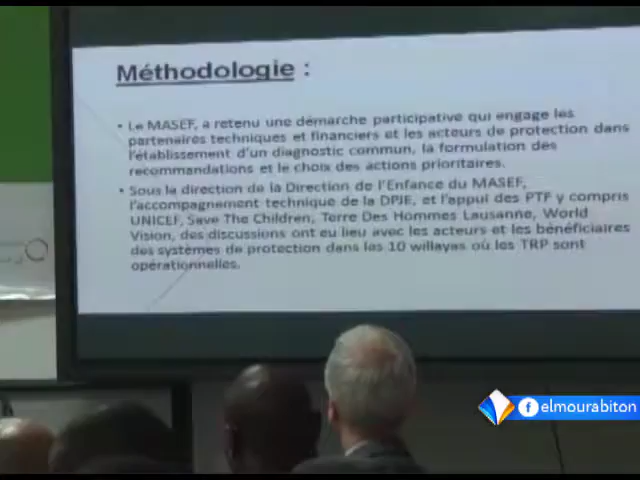 Méthodologie :
• Le MASEF, a retenu une démarche participative qui engage les
partenaires techniques et financiers et les acteurs de protection dans
l'établissement d'un diagnostic commun, la formulation des
recommandations et le choix des actions prioritaires.
• Sous la direction de la Direction de l'Enfance du MASEF,
l'accompagnement technique de la DPJE, et l'appui des PTF y compris
UNICEF, Save The Children, Terre Des Hommes Lausanne, World
Vision, des discussions ont eu lieu avec les acteurs et les bénéficiaires
des systèmes de protection dans les 10 willayas où les TRP sont
opérationnelles.
elmourabiton